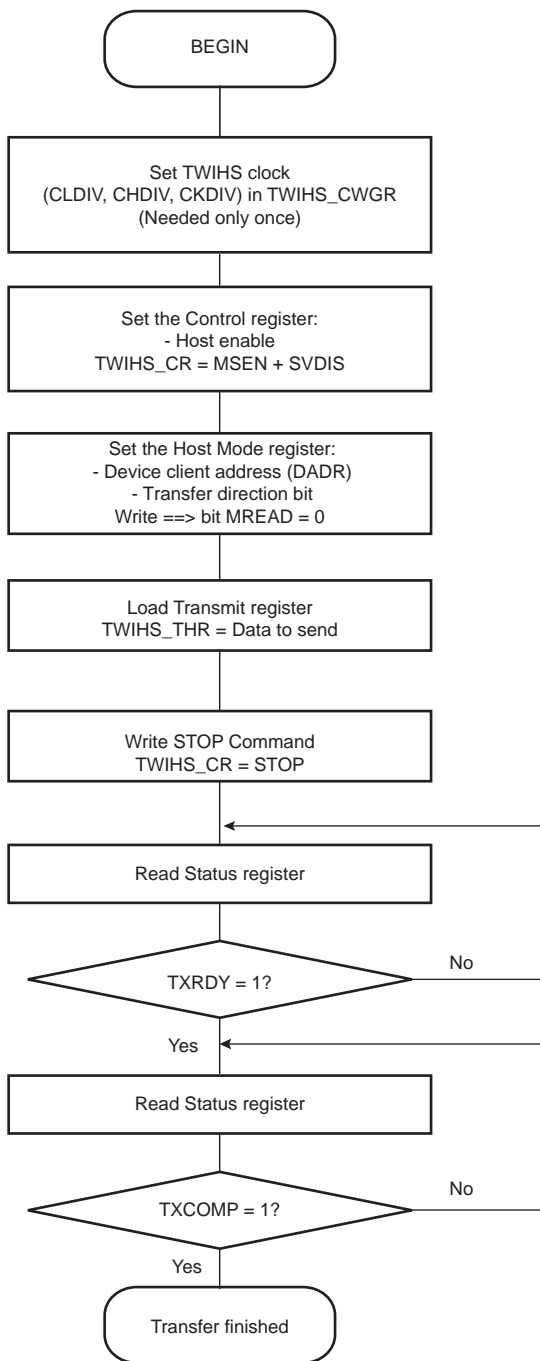 BEGIN
Set TWIHS clock
(CLDIV, CHDIV, CKDIV) in TWIHS_CWGR
(Needed only once)
Set the Control register:
- Host enable
TWIHS_CR = MSEN + SVDIS
Set the Host Mode register:
- Device client address (DADR)
- Transfer direction bit
Write ==> bit MREAD = 0
Load Transmit register
TWIHS_THR = Data to send
Write STOP Command
TWIHS_CR = STOP
Read Status register
TXRDY = 1?
No
Yes
Read Status register
TXCOMP = 1?
No
Yes
Transfer finished